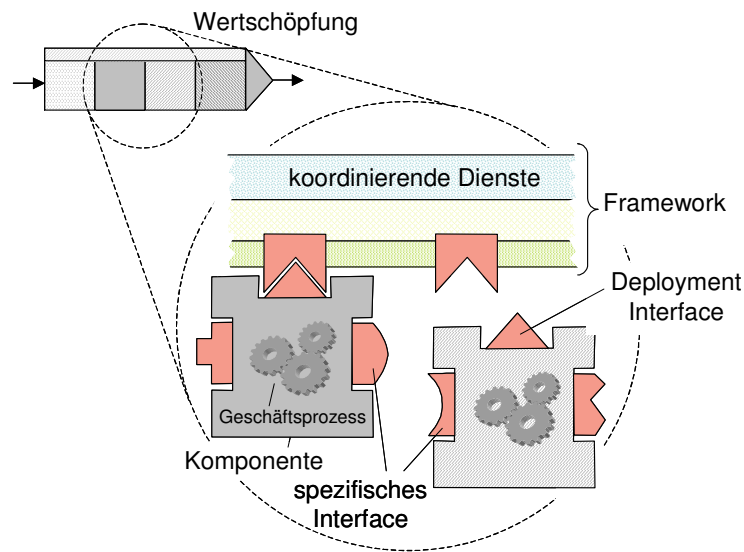 Wertschöpfung
koordinierende Dienste
Framework
Deployment
Interface
Geschäftsprozess
Komponente
spezifisches
Interface